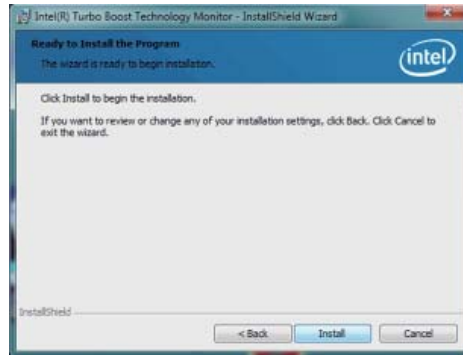 Intel(R) Turbo Boost Technology Monitor - InstallShield Wizard
Ready to Install the Program
The wizard is ready to begin installation.
intel
Click Install to begin the installation.
If you want to review or change any of your installation settings, click Back. Click Cancel to
exit the wizard.
InstallShield
< Back
Install
Cancel